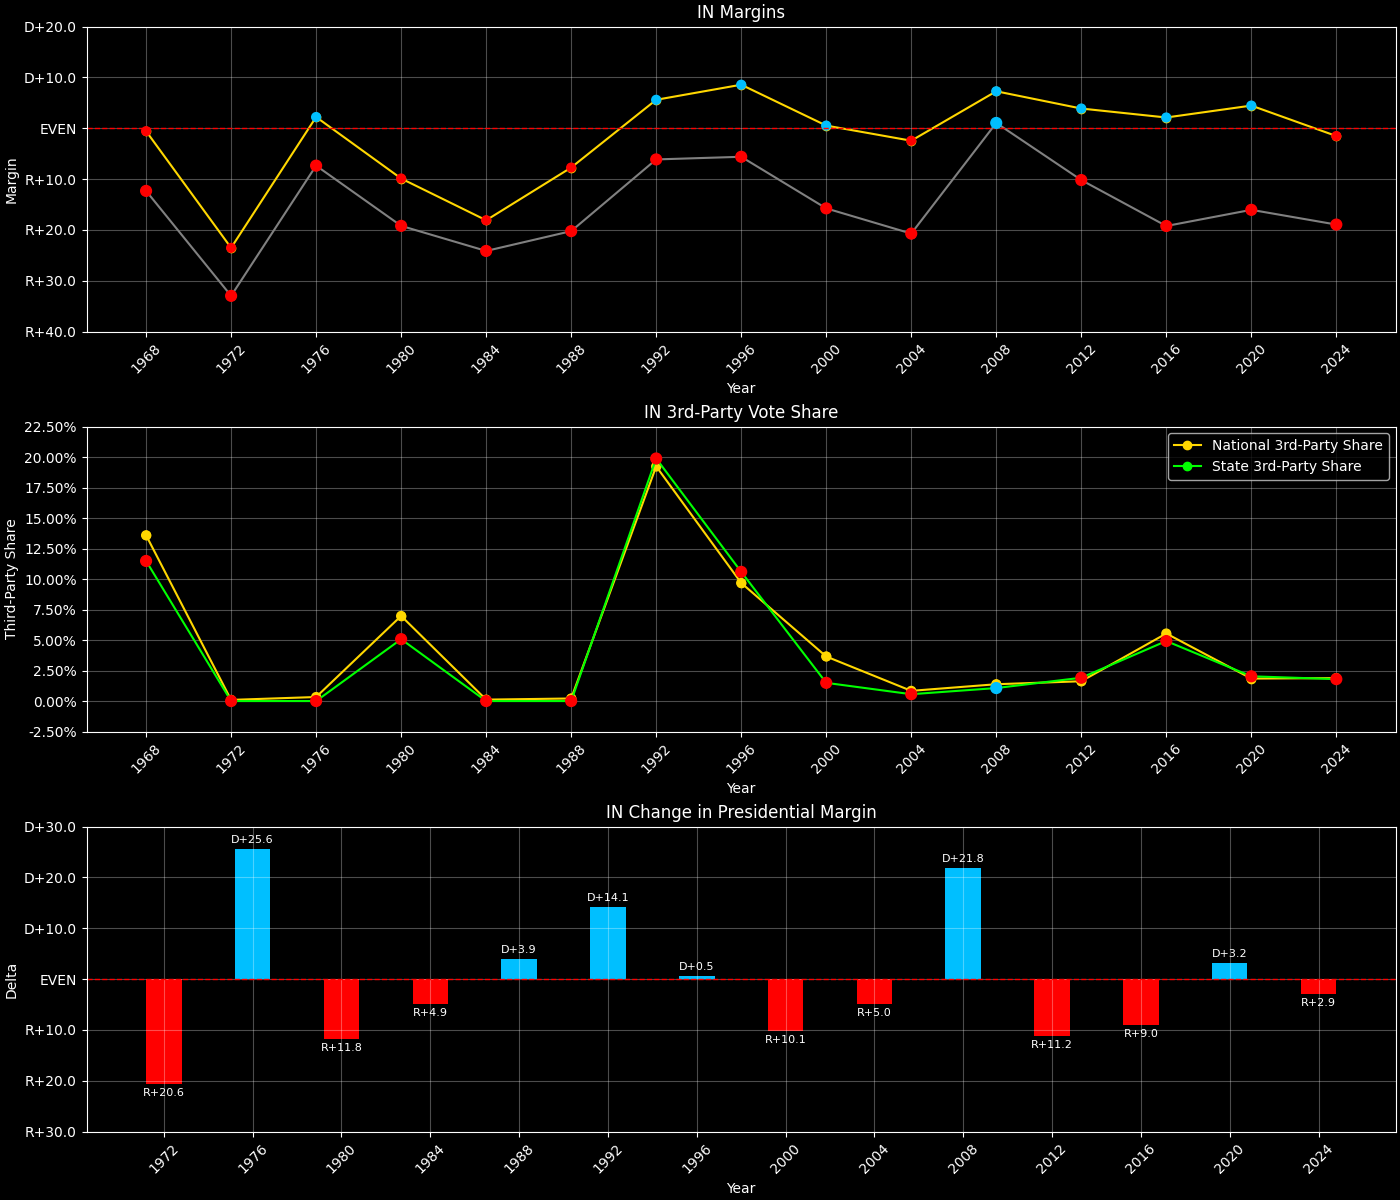 IN Margins
D+20.0
D+10.0
EVEN
R+10.0
R+20.0
R+30.0
R+40.0
Margin
1968
1972
1976
1980
1984
1988
1992
1996
2000
2004
2008
2012
2016
2020
2024
Year
IN 3rd-Party Vote Share
22.50%
20.00%
17.50%
15.00%
12.50%
10.00%
7.50%
5.00%
2.50%
0.00%
-2.50%
Third-Party Share
National 3rd-Party Share
State 3rd-Party Share
1968
1972
1976
1980
1984
1988
1992
1996
2000
2004
2008
2012
2016
2020
2024
Year
IN Change in Presidential Margin
D+30.0
D+20.0
D+10.0
EVEN
R+10.0
R+20.0
R+30.0
Delta
R+20.6
D+25.6
R+11.8
R+4.9
D+3.9
D+14.1
D+0.5
R+10.1
R+5.0
D+21.8
R+11.2
R+9.0
D+3.2
R+2.9
1972
1976
1980
1984
1988
1992
1996
2000
2004
2008
2012
2016
2020
2024
Year